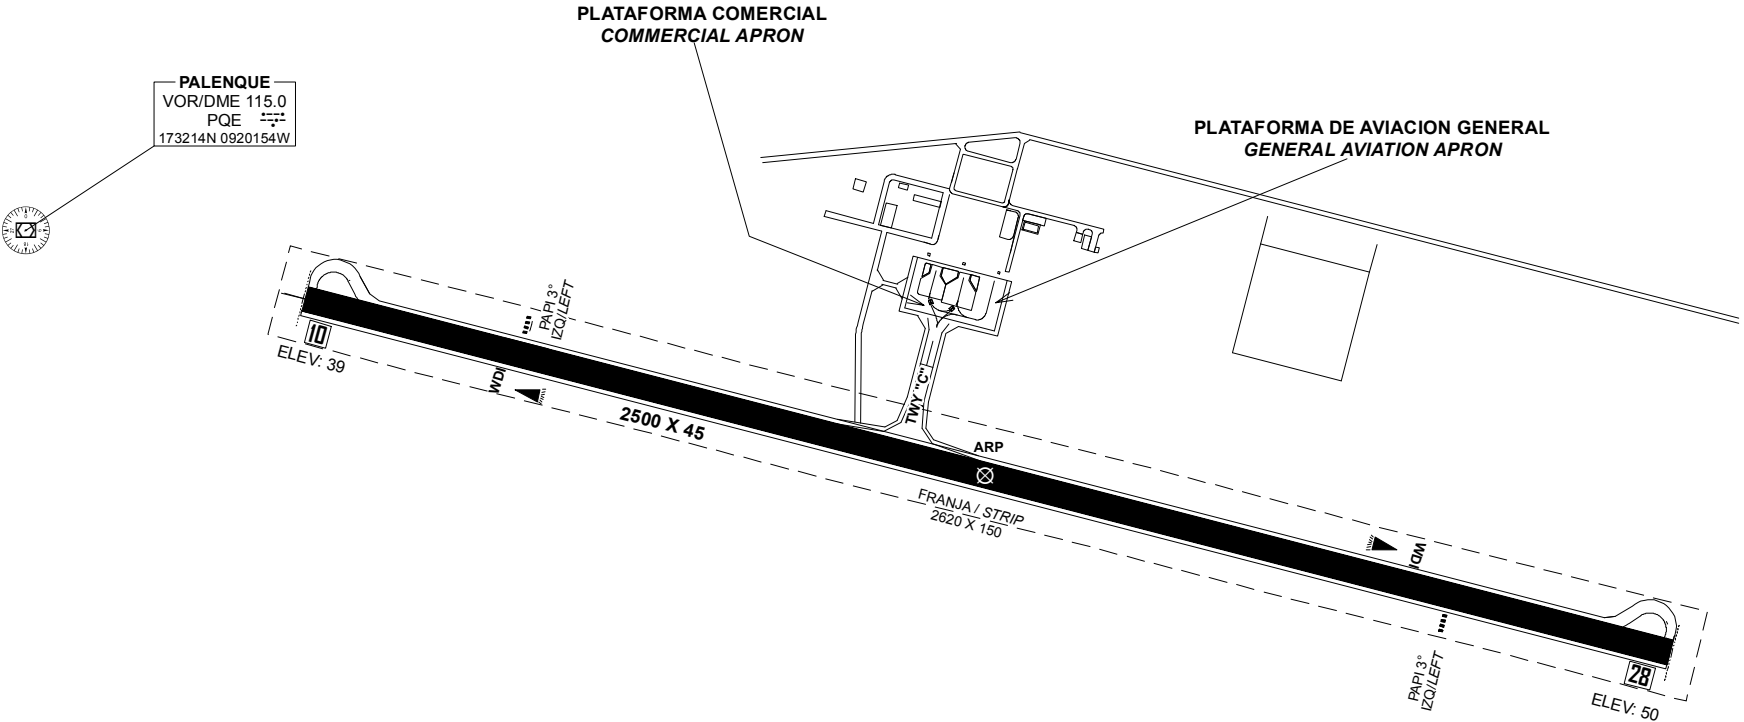 PLATAFORMA COMERCIAL
COMMERCIAL APRON
PALENQUE
VOR/DME 115.0
PQE
173214N 0920154W
PLATAFORMA DE AVIACION GENERAL
GENERAL AVIATION APRON
PAPI 3°
IZQ/LEFT
10
ELEV: 39
WDI
2500 X 45
TWY "C"
ARP
FRANJA / STRIP
2620 X 150
WDI
PAPI 3°
IZQ/LEFT
28
ELEV: 50